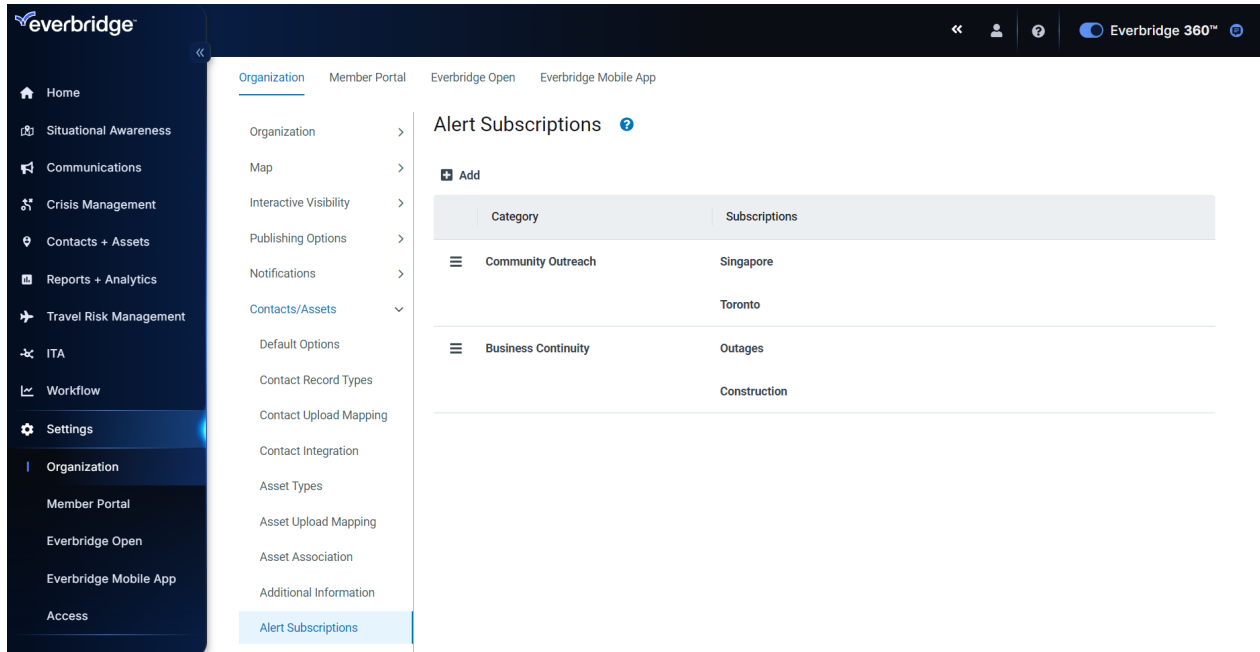 everbridge™
Everbridge 360™
Home
Situational Awareness
Communications
Crisis Management
Contacts + Assets
Reports + Analytics
Travel Risk Management
ITA
Workflow
Settings
Organization
Member Portal
Everbridge Open
Everbridge Mobile App
Access
Organization Member Portal Everbridge Open Everbridge Mobile App
Organization
Map
Interactive Visibility
Publishing Options
Notifications
Contacts/Assets
Default Options
Contact Record Types
Contact Upload Mapping
Contact Integration
Asset Types
Asset Upload Mapping
Asset Association
Additional Information
Alert Subscriptions
Alert Subscriptions
Add
Category Subscriptions
Community Outreach Singapore
Toronto
Business Continuity Outages
Construction